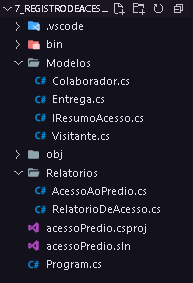 7_REGISTRODEACES...
.vscode
bin
Modelos
Colaborador.cs
Entrega.cs
IResumoAcesso.cs
Visitante.cs
obj
Relatorios
AcessoAoPredio.cs
RelatorioDeAcesso.cs
acessoPredio.csproj
acessoPredio.sln
Program.cs